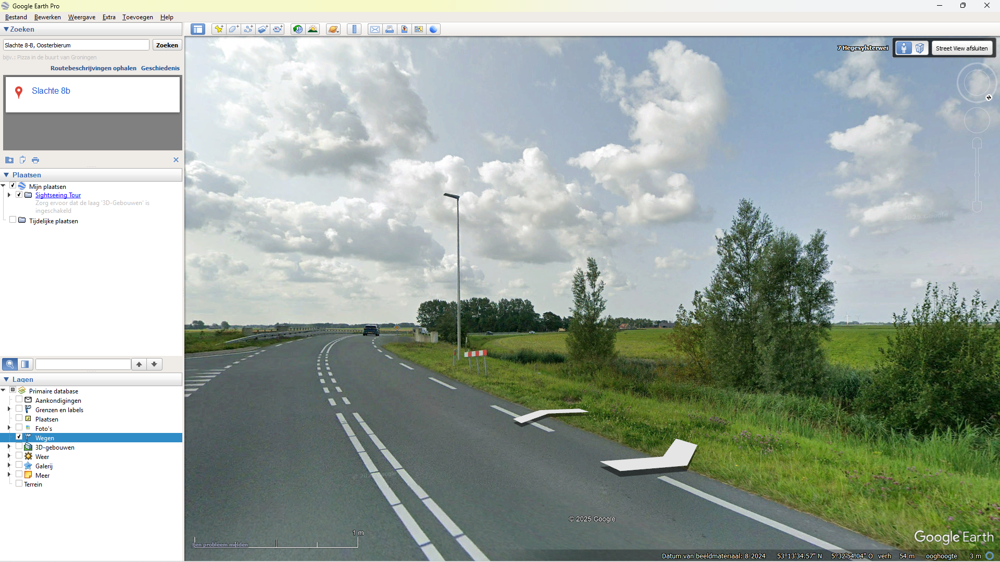 Google Earth Pro
Bestand Bewerken Weergave Extra Toevoegen Help
Zoeken
Slachte 8-B, Oosterbierum
Zoeken
bijv.: Pizza in de buurt van Groningen
Routebeschrijvingen ophalen Geschiedenis
Slachte 8b
Plaatsen
Mijn plaatsen
Sightseeing Tour
Zorg ervoor dat de laag '3D-Gebouwen' is
ingeschakeld
Tijdelijke plaatsen
Lagen
Primaire database
Aankondigingen
Grenzen en labels
Plaatsen
Foto's
Wegen
3D-gebouwen
Weer
Galerij
Meer
Terrein
7 Hegesylsterwei
Street View afsluiten
N
© 2025 Google
1 m
Een probleem melden
© 2025 Google
Google Earth
Datum van beeldmateriaal: 8-2024 53°13'34.57" N 5°32'54.04" O verh 54 m ooghoogte 3 m